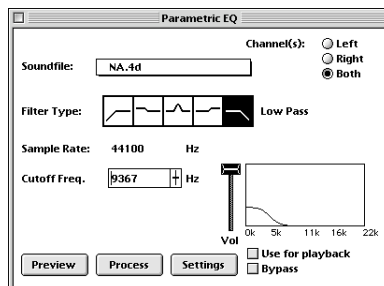 Parametric EQ
Channel(s): Left
Right
Both
Soundfile: NA.4d
Filter Type: Low Pass
Sample Rate: 44100 Hz
Cutoff Freq. 9367 Hz
Vol
0k 5k 11k 16k 22k
Use for playback
Bypass
Preview Process Settings